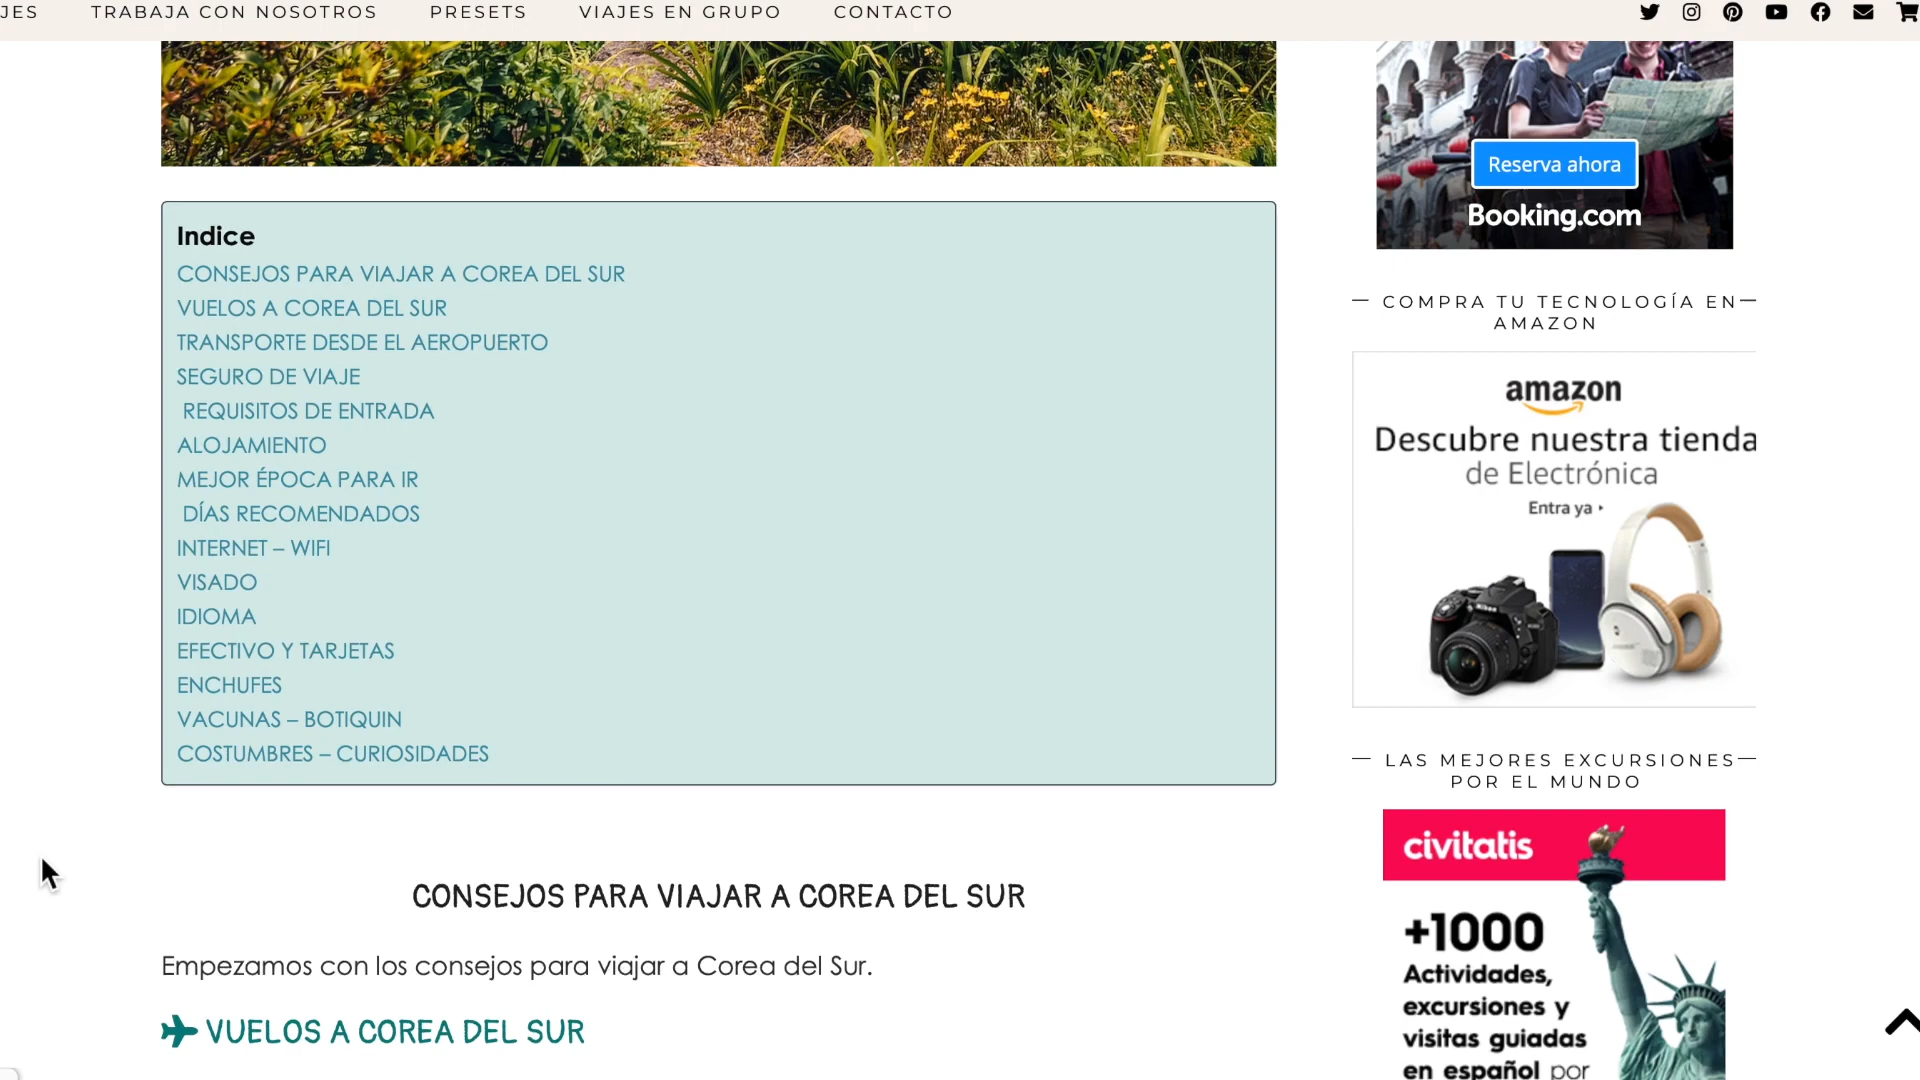 JES
TRABAJA CON NOSOTROS
PRESETS
VIAJES EN GRUPO
CONTACTO
Indice
CONSEJOS PARA VIAJAR A COREA DEL SUR
VUELOS A COREA DEL SUR
TRANSPORTE DESDE EL AEROPUERTO
SEGURO DE VIAJE
REQUISITOS DE ENTRADA
ALOJAMIENTO
MEJOR ÉPOCA PARA IR
DÍAS RECOMENDADOS
INTERNET – WIFI
VISADO
IDIOMA
EFECTIVO Y TARJETAS
ENCHUFES
VACUNAS – BOTIQUIN
COSTUMBRES – CURIOSIDADES
CONSEJOS PARA VIAJAR A COREA DEL SUR
Empezamos con los consejos para viajar a Corea del Sur.
VUELOS A COREA DEL SUR
Reserva ahora
Booking.com
COMPRA TU TECNOLOGÍA EN
AMAZON
amazon
Descubre nuestra tienda
de Electrónica
Entra ya
LAS MEJORES EXCURSIONES
POR EL MUNDO
civitatis
+1000
Actividades,
excursiones y
visitas guiadas
en español por